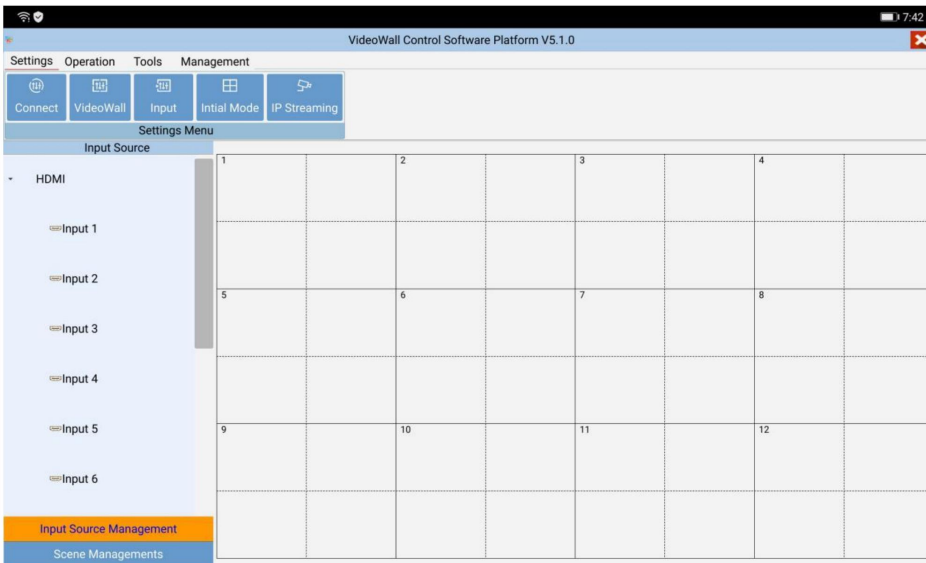 7:42
VideoWall Control Software Platform V5.1.0
Settings Operation Tools Management
Connect VideoWall Input Intial Mode IP Streaming
Settings Menu
Input Source
HDMI
Input 1
Input 2
Input 3
Input 4
Input 5
Input 6
Input Source Management
Scene Managements
1 2 3 4
5 6 7 8
9 10 11 12